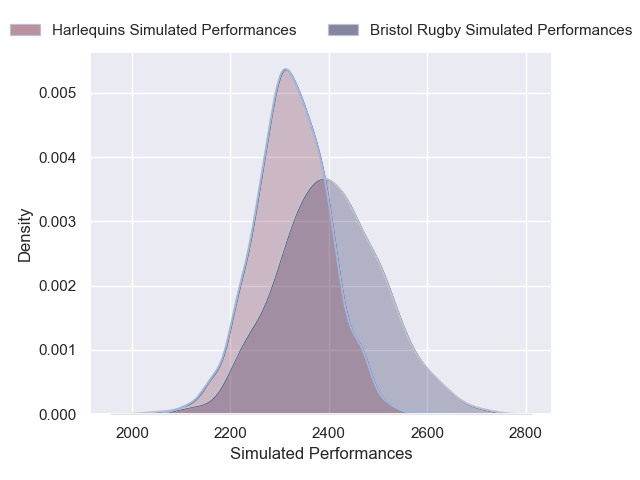 Harlequins Simulated Performances
Bristol Rugby Simulated Performances
0.005
0.004
0.003
0.002
0.001
0.000
Density
2000 2200 2400 2600 2800
Simulated Performances